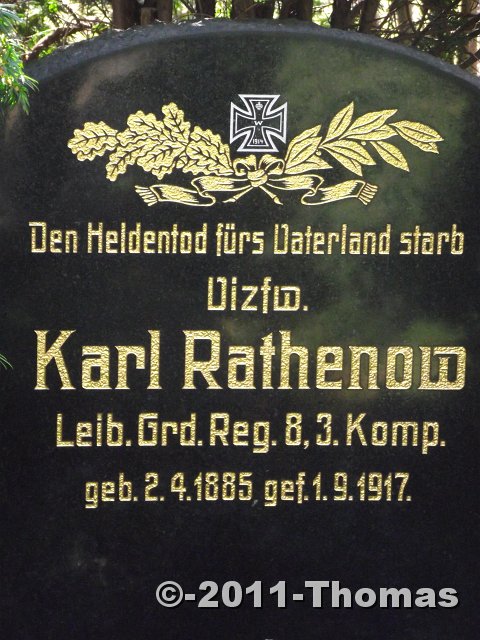 W
1914
Den Heldentod fürs Vaterland starb
Vizfw.
Karl Rathenow
Leib. Grd. Reg. 8, 3. Komp.
geb. 2.4.1885, gef. 1.9.1917.
©-2011-Thomas